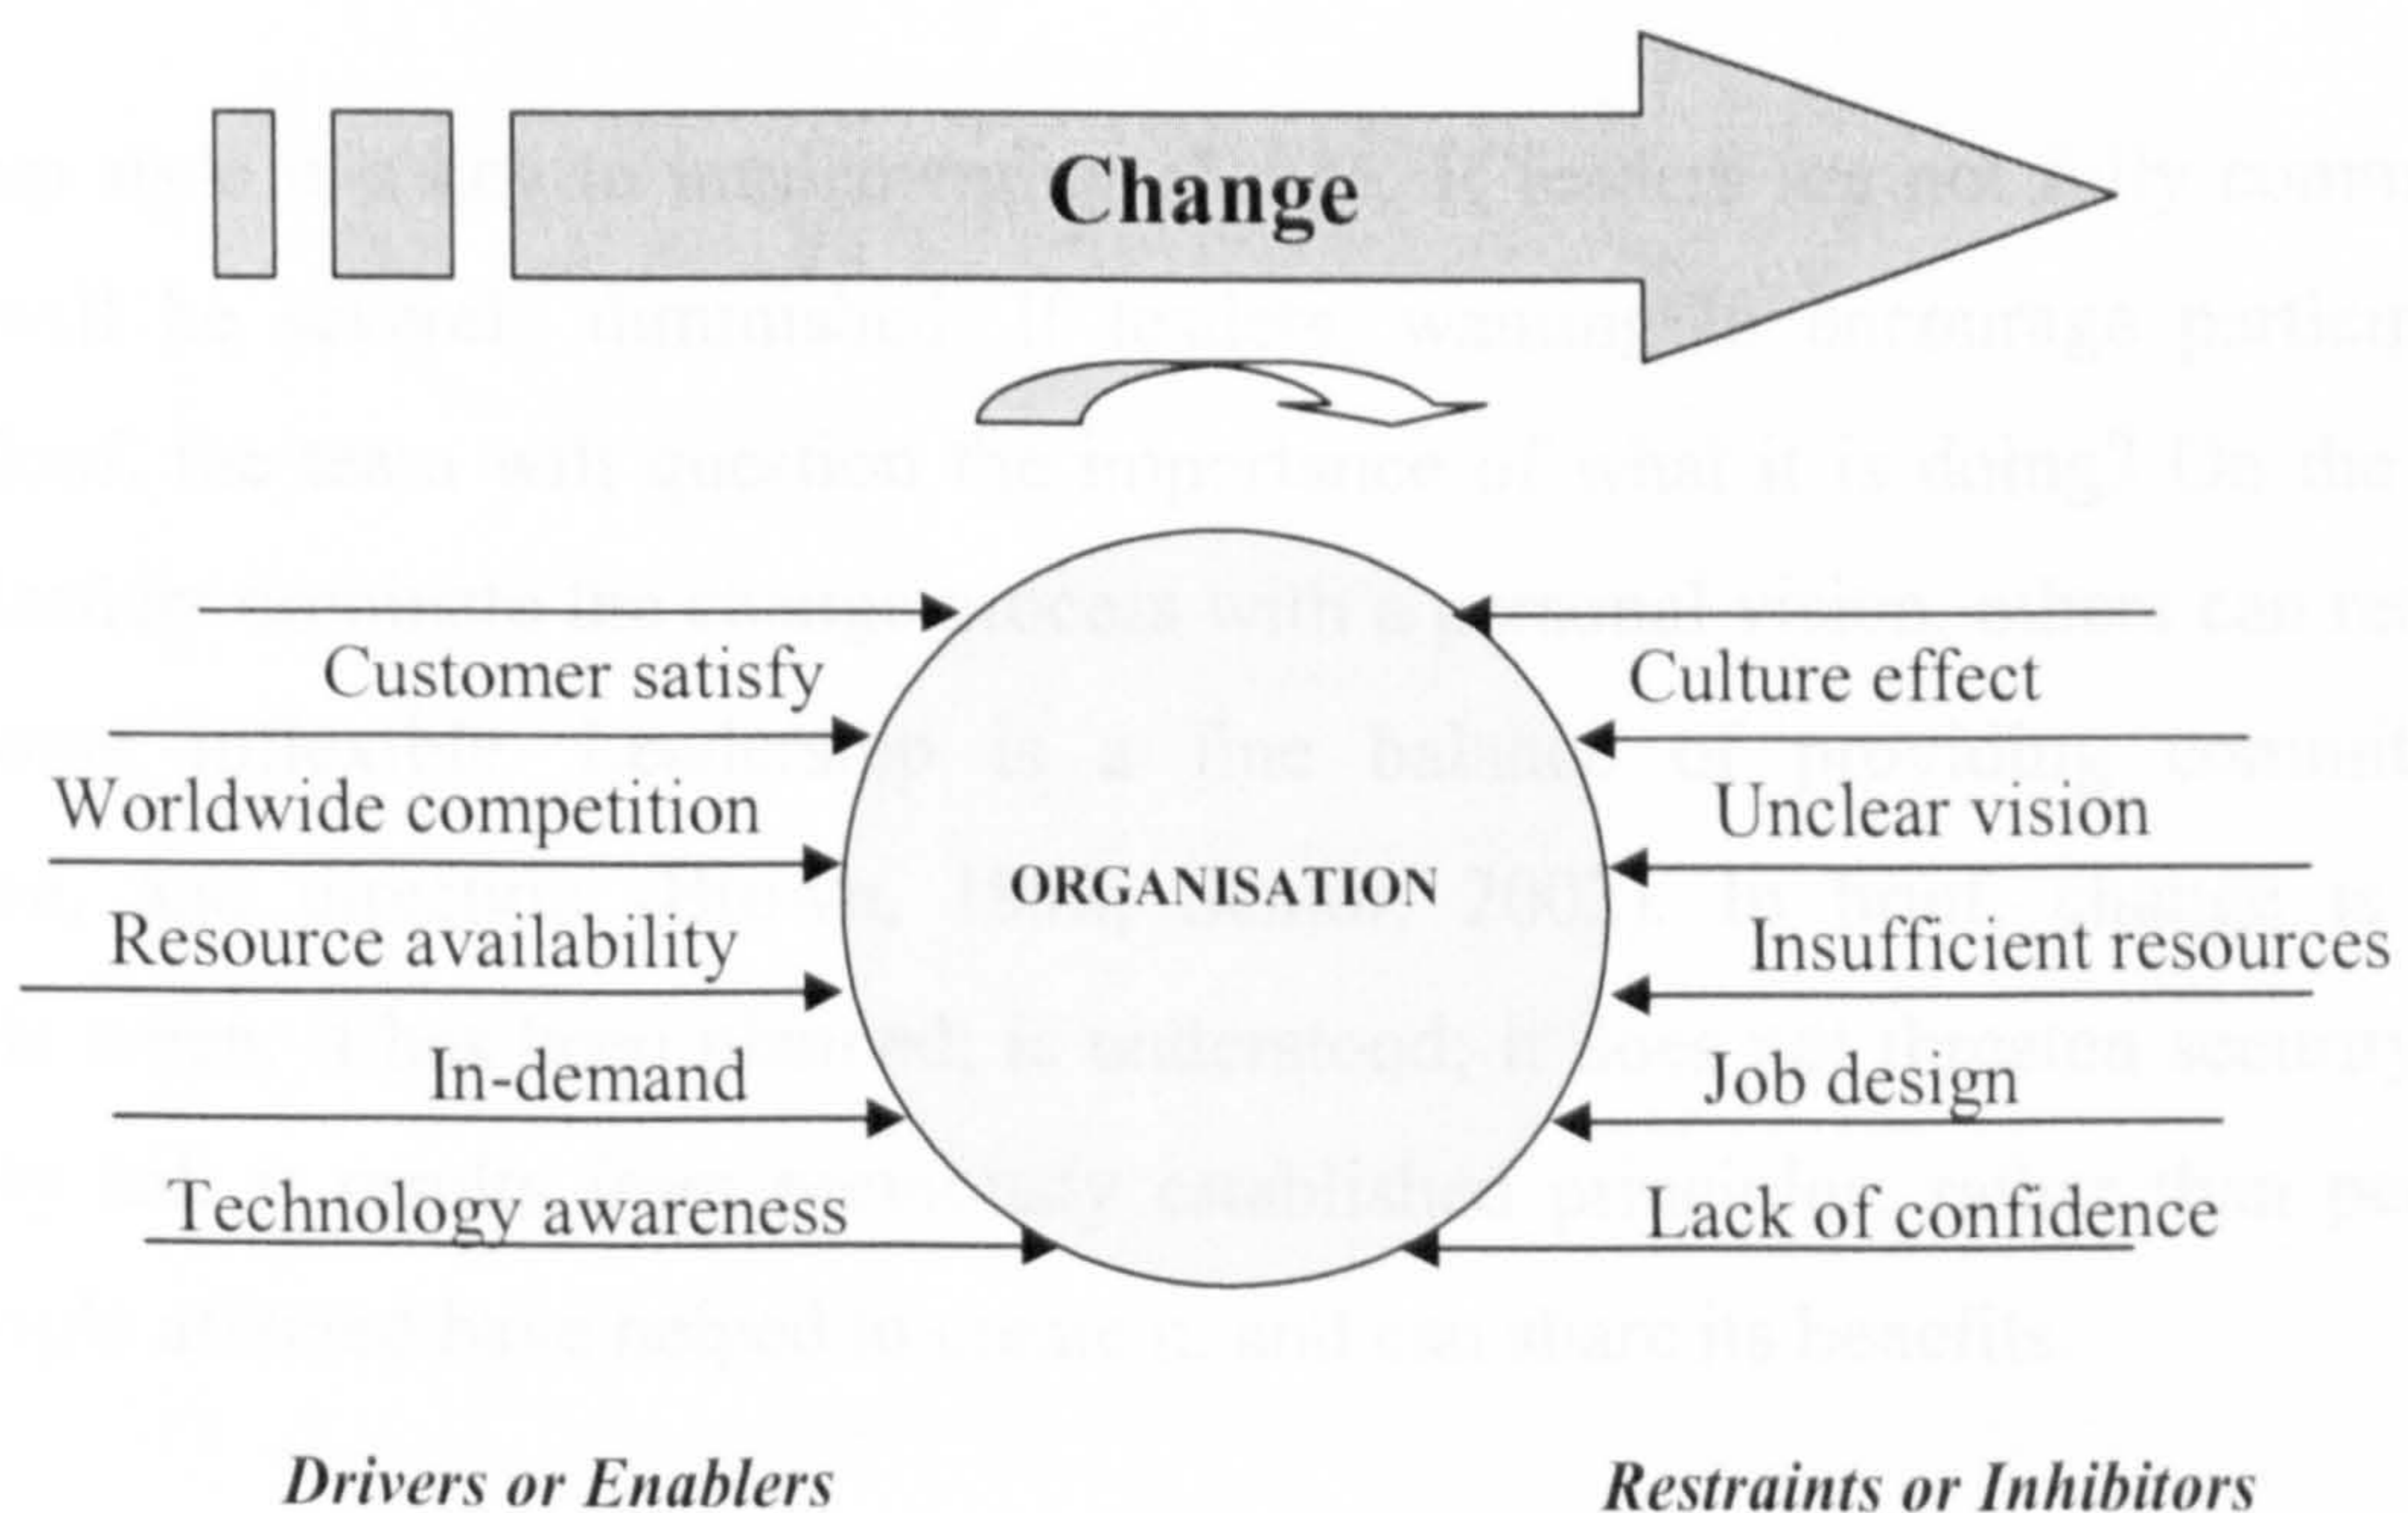 Change
Customer satisfy
Culture effect
Worldwide competition
Unclear vision
ORGANISATION
Resource availability
Insufficient resources
In-demand
Job design
Technology awareness
Lack of confidence
Drivers or Enablers
Restraints or Inhibitors